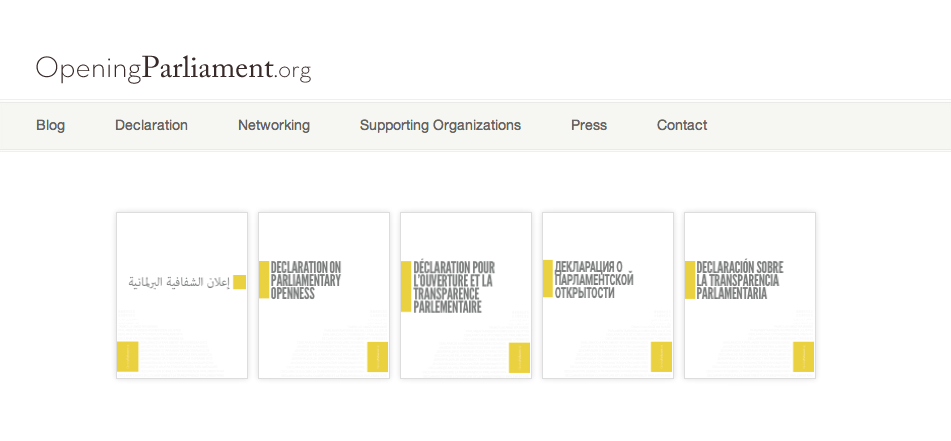 OpeningParliament.org
Blog Declaration Networking Supporting Organizations Press Contact
إعلان الشفافية البرلمانية
DECLARATION ON
PARLIAMENTARY
OPENNESS
DÉCLARATION POUR
L'OUVERTURE ET LA
TRANSPARENCE
PARLEMENTAIRE
ДЕКЛАРАЦИЯ О
ПАРЛАМЕНТСКОЙ
ОТКРЫТОСТИ
DECLARACIÓN SOBRE
LA TRANSPARENCIA
PARLAMENTARIA